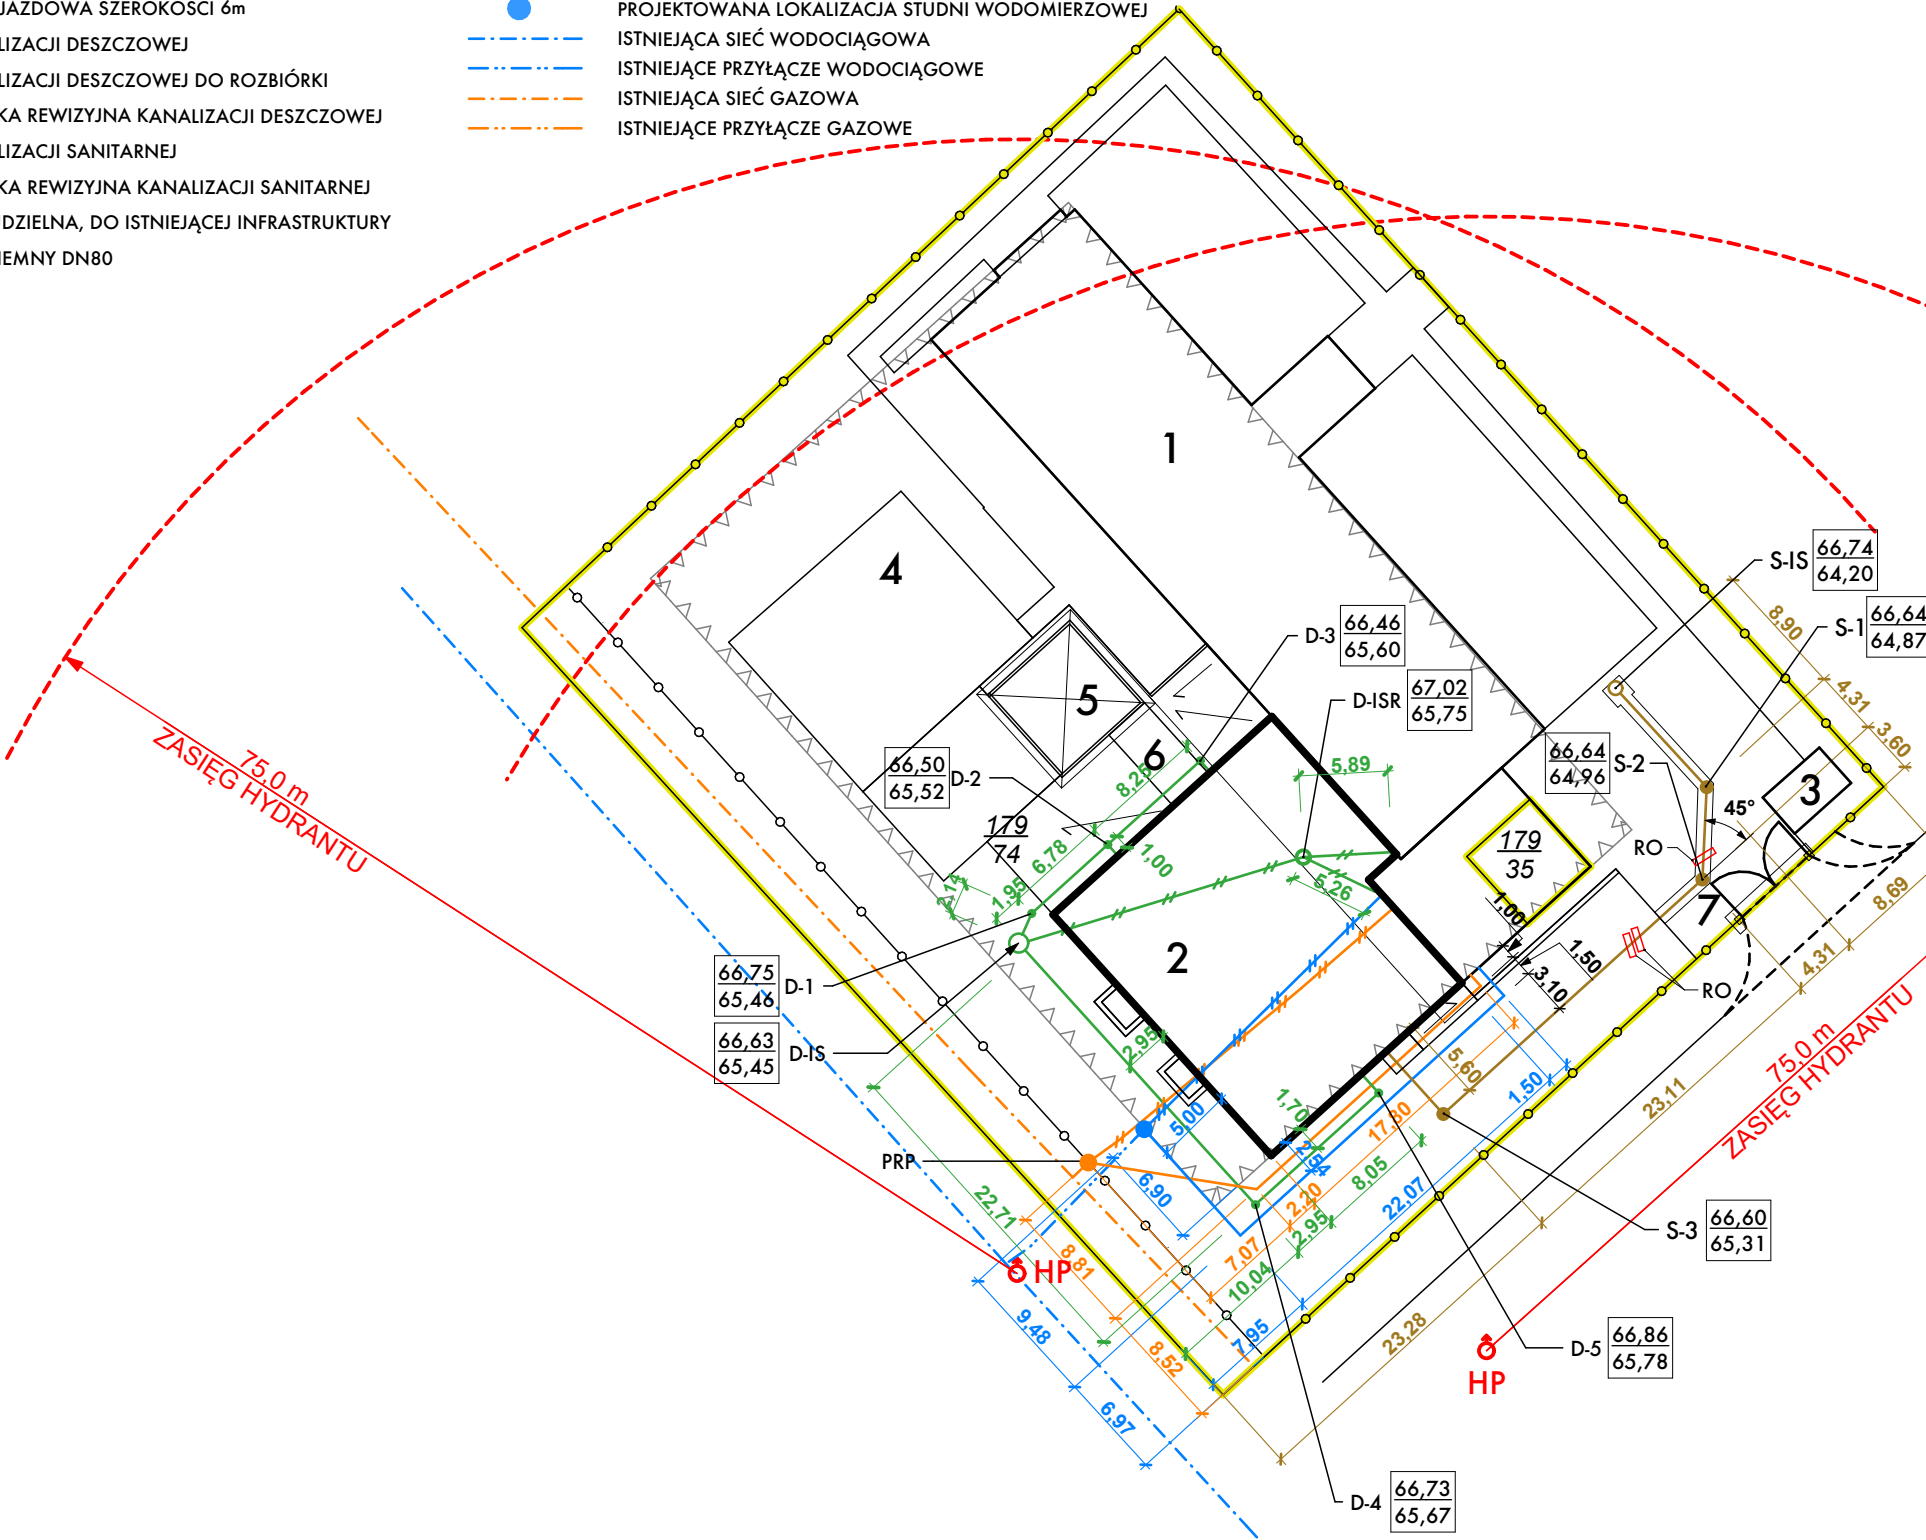 JAZDOWA SZEROKOŚCI 6m
LIZACJI DESZCZOWEJ
LIZACJI DESZCZOWEJ DO ROZBIÓRKI
KA REWIZYJNA KANALIZACJI DESZCZOWEJ
LIZACJI SANITARNEJ
KA REWIZYJNA KANALIZACJI SANITARNEJ
DZIELNA, DO ISTNIEJĄCEJ INFRASTRUKTURY
IEMNY DN80
PROJEKTOWANA LOKALIZACJA STUDNI WODOMIERZOWEJ
ISTNIEJĄCA SIEĆ WODOCIĄGOWA
ISTNIEJĄCE PRZYŁĄCZE WODOCIĄGOWE
ISTNIEJĄCA SIEĆ GAZOWA
ISTNIEJĄCE PRZYŁĄCZE GAZOWE
1
4
5
6
2
3
7
S-IS
66,74
64,20
S-1
66,64
64,87
8,90
4,31
3,60
D-3
66,46
65,60
D-ISR
67,02
65,75
66,64
64,96
S-2
45°
RO
RO
66,50
65,52
D-2
8,25
5,89
179
74
6,78
1,00
1,95
2,14
5,26
179
35
1,00
1,50
3,10
8,69
4,31
66,75
65,46
D-1
66,63
65,45
D-IS
2,95
5,00
5,60
1,50
23,11
1,70
2,54
17,80
8,05
PRP
6,90
22,71
2,20
2,95
22,07
7,07
10,04
8,81
HP
9,48
8,52
7,95
6,97
23,28
75,0 m
ZASIĘG HYDRANTU
75,0 m
ZASIĘG HYDRANTU
S-3
66,60
65,31
HP
D-5
66,86
65,78
D-4
66,73
65,67